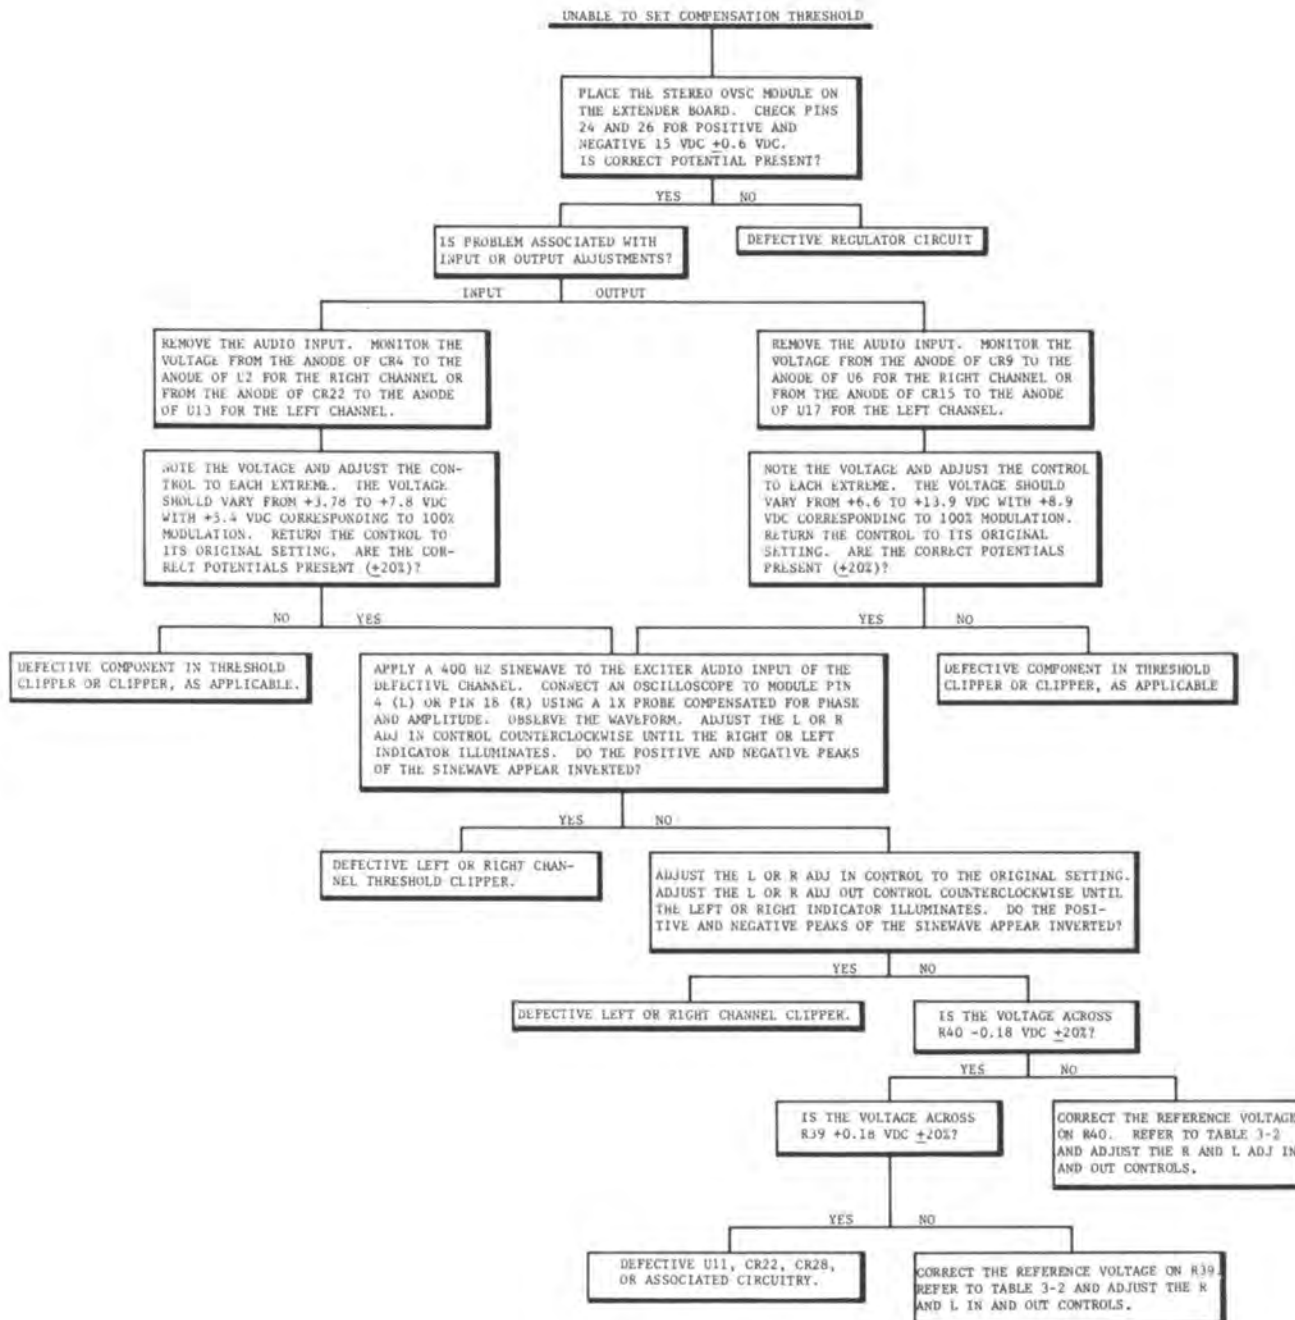 UNABLE TO SET COMPENSATION THRESHOLD
PLACE THE STEREO OVSC MODULE ON
THE EXTENDER BOARD. CHECK PINS
24 AND 26 FOR POSITIVE AND
NEGATIVE 15 VDC ±0.6 VDC.
IS CORRECT POTENTIAL PRESENT?
YES NO
IS PROBLEM ASSOCIATED WITH
INPUT OR OUTPUT ADJUSTMENTS?
DEFECTIVE REGULATOR CIRCUIT
INPUT OUTPUT
REMOVE THE AUDIO INPUT. MONITOR THE
VOLTAGE FROM THE ANODE OF CR4 TO THE
ANODE OF U2 FOR THE RIGHT CHANNEL OR
FROM THE ANODE OF CR22 TO THE ANODE
OF U13 FOR THE LEFT CHANNEL.
REMOVE THE AUDIO INPUT. MONITOR THE
VOLTAGE FROM THE ANODE OF CR9 TO THE
ANODE OF U6 FOR THE RIGHT CHANNEL OR
FROM THE ANODE OF CR15 TO THE ANODE
OF U17 FOR THE LEFT CHANNEL.
NOTE THE VOLTAGE AND ADJUST THE CON-
TROL TO EACH EXTREME. THE VOLTAGE
SHOULD VARY FROM +3.78 TO +7.8 VDC
WITH +5.4 VDC CORRESPONDING TO 100%
MODULATION. RETURN THE CONTROL TO
ITS ORIGINAL SETTING. ARE THE COR-
RECT POTENTIALS PRESENT (±20%)?
NOTE THE VOLTAGE AND ADJUST THE CONTROL
TO EACH EXTREME. THE VOLTAGE SHOULD
VARY FROM +6.6 TO +13.9 VDC WITH +8.9
VDC CORRESPONDING TO 100% MODULATION.
RETURN THE CONTROL TO ITS ORIGINAL
SETTING. ARE THE CORRECT POTENTIALS
PRESENT (±20%)?
NO YES
YES NO
DEFECTIVE COMPONENT IN THRESHOLD
CLIPPER OR CLIPPER, AS APPLICABLE.
APPLY A 400 HZ SINEWAVE TO THE EXCITER AUDIO INPUT OF THE
DEFECTIVE CHANNEL. CONNECT AN OSCILLOSCOPE TO MODULE PIN
4 (L) OR PIN 18 (R) USING A 1X PROBE COMPENSATED FOR PHASE
AND AMPLITUDE. OBSERVE THE WAVEFORM. ADJUST THE L OR R
ADJ IN CONTROL COUNTERCLOCKWISE UNTIL THE RIGHT OR LEFT
INDICATOR ILLUMINATES. DO THE POSITIVE AND NEGATIVE PEAKS
OF THE SINEWAVE APPEAR INVERTED?
DEFECTIVE COMPONENT IN THRESHOLD
CLIPPER OR CLIPPER, AS APPLICABLE
YES NO
DEFECTIVE LEFT OR RIGHT CHAN-
NEL THRESHOLD CLIPPER.
ADJUST THE L OR R ADJ IN CONTROL TO THE ORIGINAL SETTING.
ADJUST THE L OR R ADJ OUT CONTROL COUNTERCLOCKWISE UNTIL
THE LEFT OR RIGHT INDICATOR ILLUMINATES. DO THE POSI-
TIVE AND NEGATIVE PEAKS OF THE SINEWAVE APPEAR INVERTED?
YES NO
DEFECTIVE LEFT OR RIGHT CHANNEL CLIPPER.
IS THE VOLTAGE ACROSS
R40 -0.18 VDC ±20%?
YES NO
IS THE VOLTAGE ACROSS
R39 +0.18 VDC ±20%?
CORRECT THE REFERENCE VOLTAGE
ON R40. REFER TO TABLE 3-2
AND ADJUST THE R AND L ADJ IN
AND OUT CONTROLS.
YES NO
DEFECTIVE U11, CR22, CR28,
OR ASSOCIATED CIRCUITRY.
CORRECT THE REFERENCE VOLTAGE ON R39.
REFER TO TABLE 3-2 AND ADJUST THE R
AND L IN AND OUT CONTROLS.